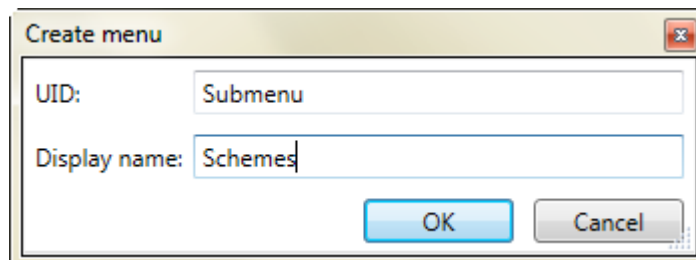 Create menu
UID: Submenu
Display name: Schemes
OK Cancel